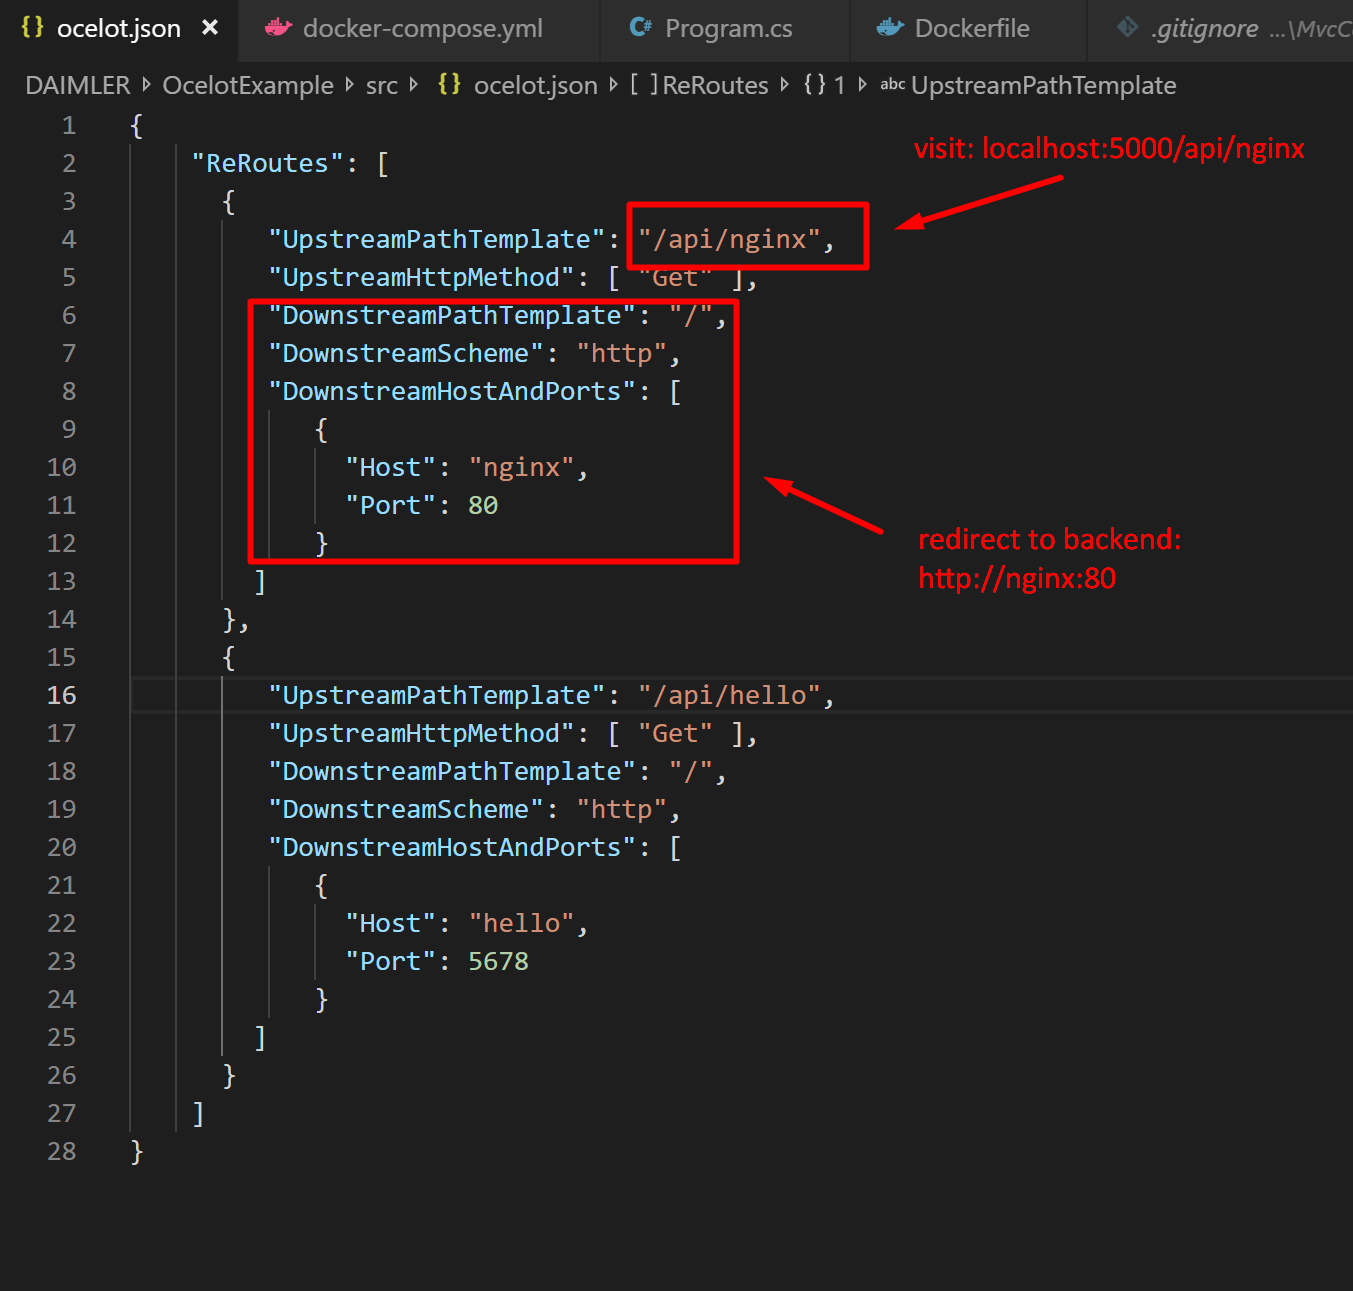 {} ocelot.json × docker-compose.yml C# Program.cs Dockerfile .gitignore ...\MvcC
DAIMLER > OcelotExample > src > {} ocelot.json > [ ] ReRoutes > {} 1 > abc UpstreamPathTemplate
1 {
visit: localhost:5000/api/nginx
2 "ReRoutes": [
3 {
4 "UpstreamPathTemplate": "/api/nginx",
5 "UpstreamHttpMethod": [ "Get" ],
6 "DownstreamPathTemplate": "/",
7 "DownstreamScheme": "http",
8 "DownstreamHostAndPorts": [
9 {
10 "Host": "nginx",
11 "Port": 80
12 }
redirect to backend:
http://nginx:80
13 ]
14 },
15 {
16 "UpstreamPathTemplate": "/api/hello",
17 "UpstreamHttpMethod": [ "Get" ],
18 "DownstreamPathTemplate": "/",
19 "DownstreamScheme": "http",
20 "DownstreamHostAndPorts": [
21 {
22 "Host": "hello",
23 "Port": 5678
24 }
25 ]
26 }
27 ]
28 }